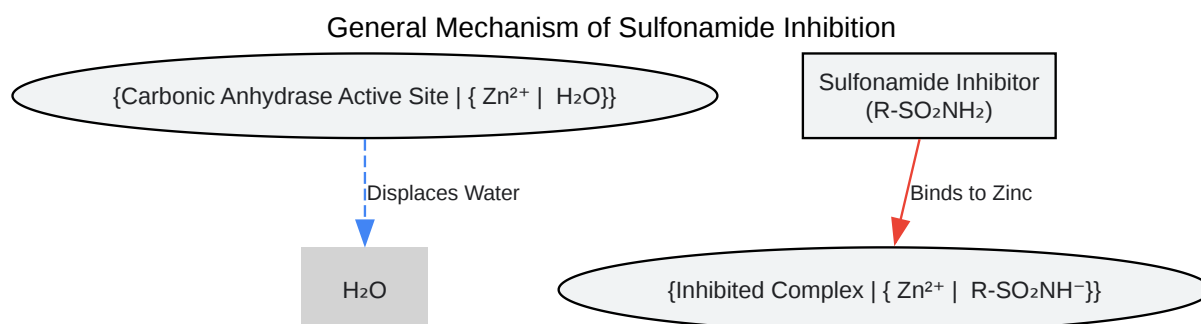 General Mechanism of Sulfonamide Inhibition
{Carbonic Anhydrase Active Site | { Zn²⁺ | H₂O}}
Sulfonamide Inhibitor
(R-SO₂NH₂)
Displaces Water
Binds to Zinc
H₂O
{Inhibited Complex | { Zn²⁺ | R-SO₂NH⁻}}